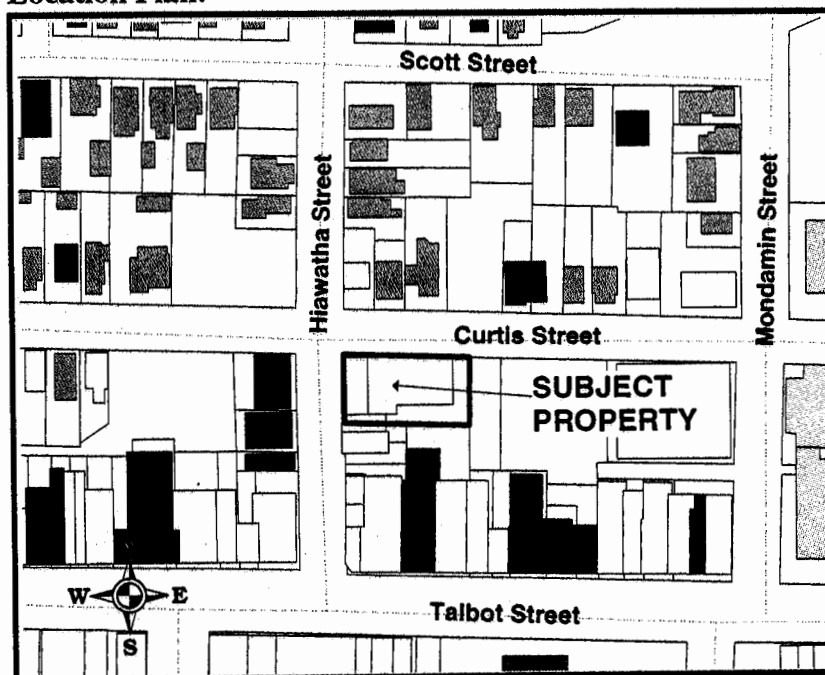 Location Plan:
Scott Street
Hiawatha Street
Mondamin Street
Curtis Street
SUBJECT
PROPERTY
W
E
S
Talbot Street